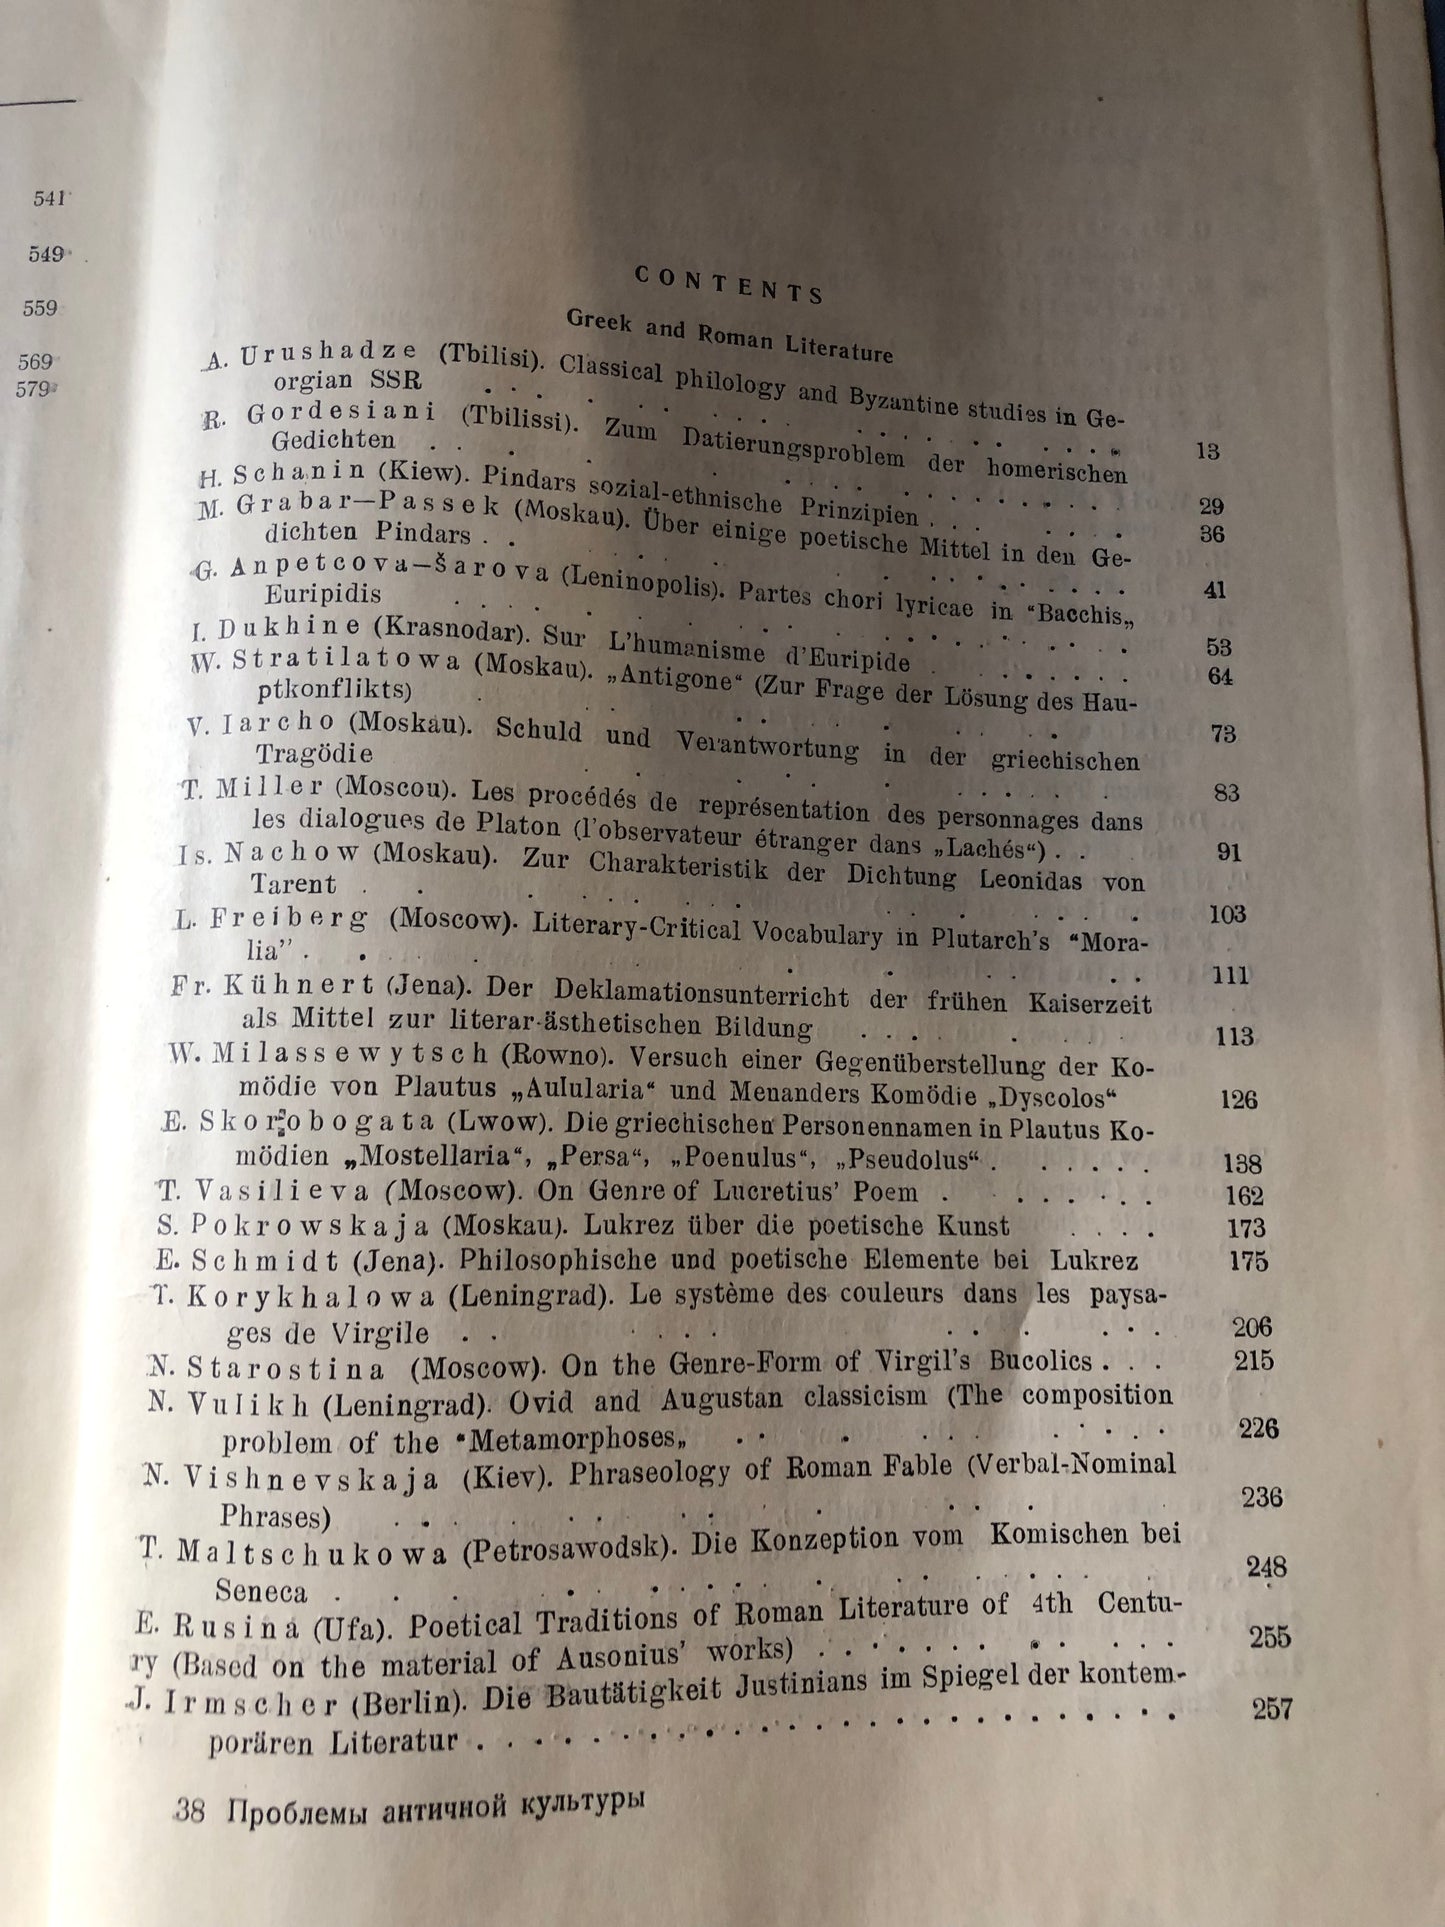 541
549
559
569
579
CONTENTS
Greek and Roman Literature
A. Urushadze (Tbilisi). Classical philology and Byzantine studies in Ge-
orgian SSR . . . . . . . . . . . . . . 13
R. Gordesiani (Tbilissi). Zum Datierungsproblem der homerischen
Gedichten . . . . . . . . . . . . . . 29
H. Schanin (Kiew). Pindars sozial-ethnische Prinzipien . . . . . . 36
M. Grabar—Passek (Moskau). Über einige poetische Mittel in den Ge-
dichten Pindars . . . . . . . . . . . . 41
G. Anpetcova—Šarova (Leninopolis). Partes chori lyricae in “Bacchis„
Euripidis . . . . . . . . . . . . . . 53
I. Dukhine (Krasnodar). Sur L'humanisme d'Euripide . . . . . . . 64
W. Stratilatowa (Moskau). „Antigone“ (Zur Frage der Lösung des Hau-
ptkonflikts) . . . . . . . . . . 73
V. Iarcho (Moskau). Schuld und Verantwortung in der griechischen
Tragödie . . . . . . . . . . 83
T. Miller (Moscou). Les procédés de représentation des personnages dans
les dialogues de Platon (l'observateur étranger dans „Lachés“) . . 91
Is. Nachow (Moskau). Zur Charakteristik der Dichtung Leonidas von
Tarent . . . . . . . . . . . . 103
L. Freiberg (Moscow). Literary-Critical Vocabulary in Plutarch's “Mora-
lia” . . . . . . . . 111
Fr. Kühnert (Jena). Der Deklamationsunterricht der frühen Kaiserzeit
als Mittel zur literar-ästhetischen Bildung . . . . . . . . 113
W. Milassewytsch (Rowno). Versuch einer Gegenüberstellung der Ko-
mödie von Plautus „Aulularia“ und Menanders Komödie „Dyscolos“ 126
E. Skorobogata (Lwow). Die griechischen Personennamen in Plautus Ko-
mödien „Mostellaria“, „Persa“, „Poenulus“, „Pseudolus“ . . . . . . 138
T. Vasilieva (Moscow). On Genre of Lucretius' Poem . . . . . . . 162
S. Pokrowskaja (Moskau). Lukrez über die poetische Kunst . . . . 173
E. Schmidt (Jena). Philosophische und poetische Elemente bei Lukrez 175
T. Korykhalowa (Leningrad). Le système des couleurs dans les paysa-
ges de Virgile . . . . . . . . . . . . 206
N. Starostina (Moscow). On the Genre-Form of Virgil's Bucolics . . . 215
N. Vulikh (Leningrad). Ovid and Augustan classicism (The composition
problem of the “Metamorphoses„ . . . . . . . . . . 226
N. Vishnevskaja (Kiev). Phraseology of Roman Fable (Verbal-Nominal
Phrases) . . . . . . . . . . . . 236
T. Maltschukowa (Petrosawodsk). Die Konzeption vom Komischen bei
Seneca . . . . . . . . . . . . . . 248
E. Rusina (Ufa). Poetical Traditions of Roman Literature of 4th Centu-
ry (Based on the material of Ausonius' works) . . . . . . . . . . . 255
J. Irmscher (Berlin). Die Bautätigkeit Justinians im Spiegel der kontem-
porären Literatur . . . . . . . . . . . . . . . . . . . . . . . 257
38 Проблемы античной культуры